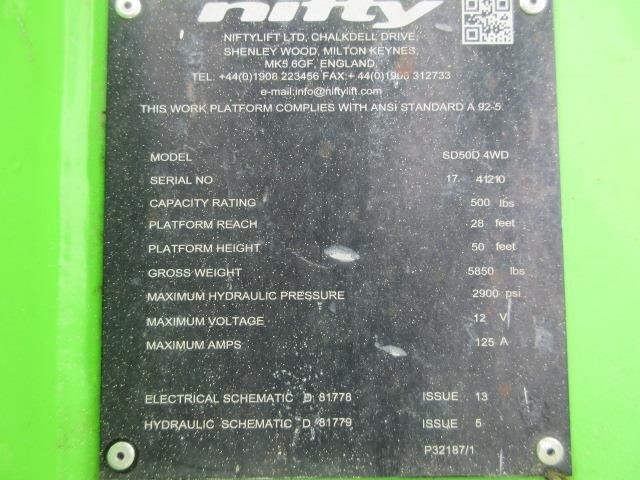 nifty
NIFTYLIFT LTD, CHALKDELL DRIVE,
SHENLEY WOOD, MILTON KEYNES,
MK5 6GF, ENGLAND
TEL: +44(0)1908 223456 FAX:+ 44(0)1908 312733
e-mail:info@niftylift.com
THIS WORK PLATFORM COMPLIES WITH ANSI STANDARD A 92-5.
MODEL SD50D 4WD
SERIAL NO 17 41210
CAPACITY RATING 500 lbs
PLATFORM REACH 28 feet
PLATFORM HEIGHT 50 feet
GROSS WEIGHT 5850 lbs
MAXIMUM HYDRAULIC PRESSURE 2900 psi
MAXIMUM VOLTAGE 12 V
MAXIMUM AMPS 125 A
ELECTRICAL SCHEMATIC D 81778 ISSUE 13
HYDRAULIC SCHEMATIC D 81779 ISSUE 5
P32187/1